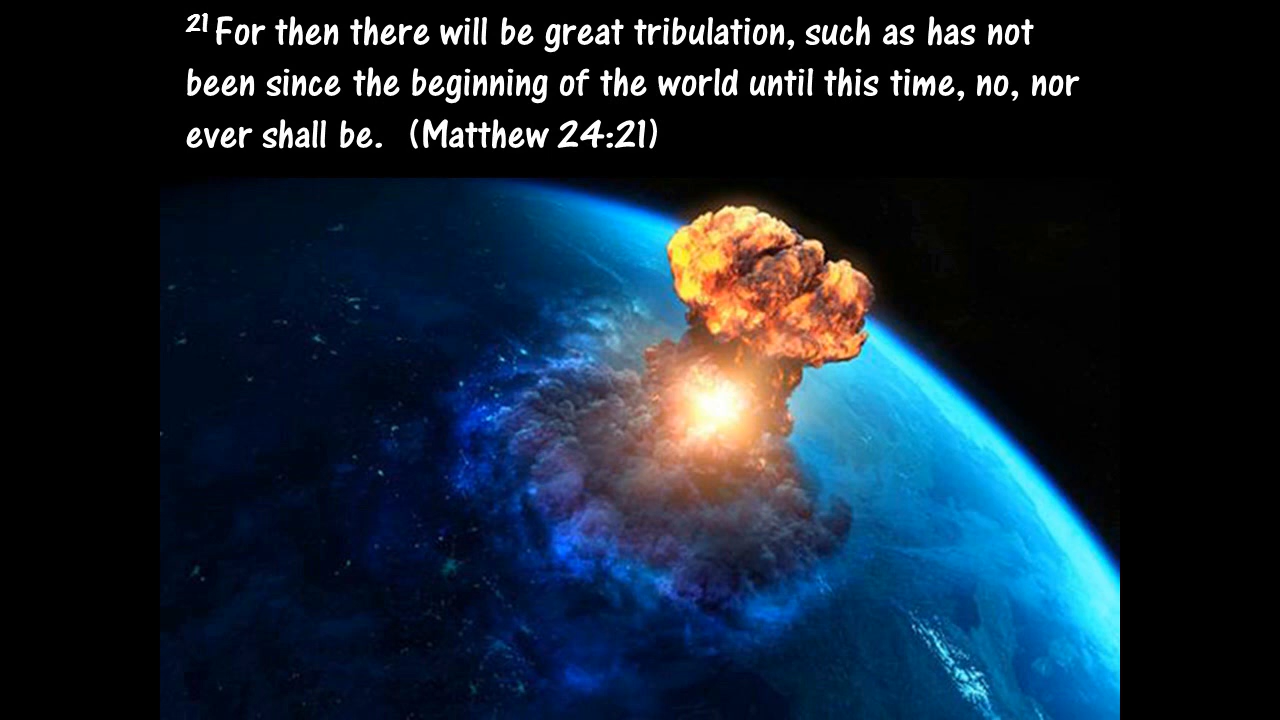 21 For then there will be great tribulation, such as has not
been since the beginning of the world until this time, no, nor
ever shall be. (Matthew 24:21)